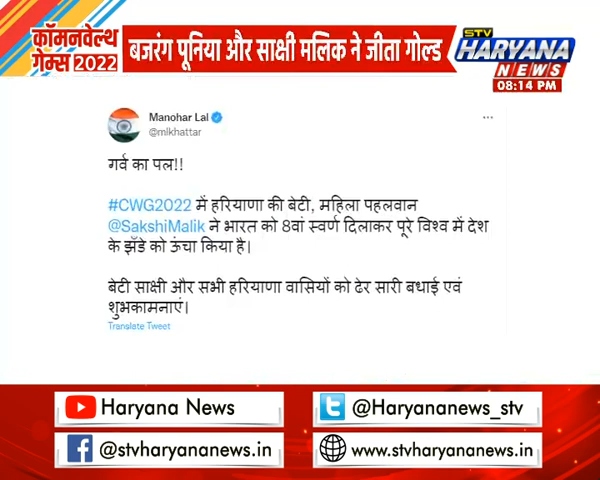 कॉमनवेल्थ
गेम्स 2022
बजरंग पूनिया और साक्षी मलिक ने जीता गोल्ड
STV
HARYANA
NEWS
08:14 PM
Manohar Lal
@mlkhattar
गर्व का पल!!
#CWG2022 में हरियाणा की बेटी, महिला पहलवान
@SakshiMalik ने भारत को 8वां स्वर्ण दिलाकर पूरे विश्व में देश
के झँडे को ऊंचा किया है।
बेटी साक्षी और सभी हरियाणा वासियों को ढेर सारी बधाई एवं
शुभकामनाएं।
Translate Tweet
Haryana News
@Haryananews_stv
@stvharyananews.in
www.stvharyananews.in